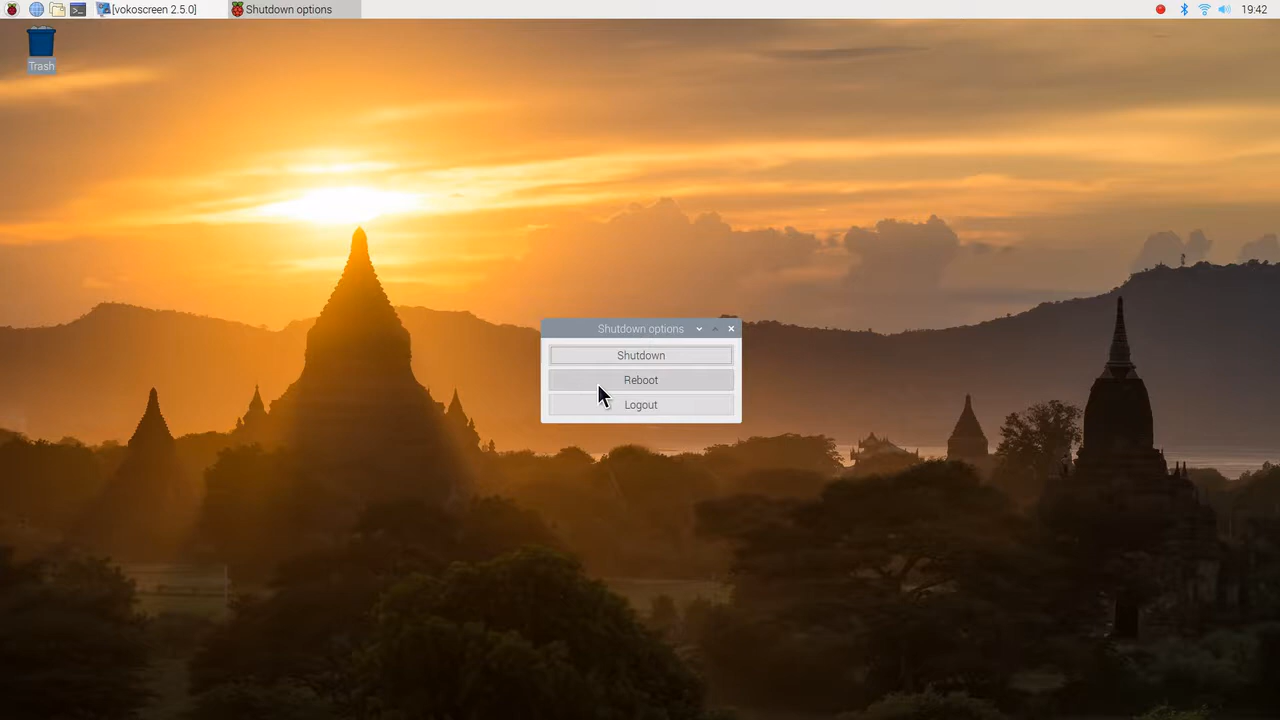 [vokoscreen 2.5.0]
Shutdown options
19:42
Trash
Shutdown options
Shutdown
Reboot
Logout